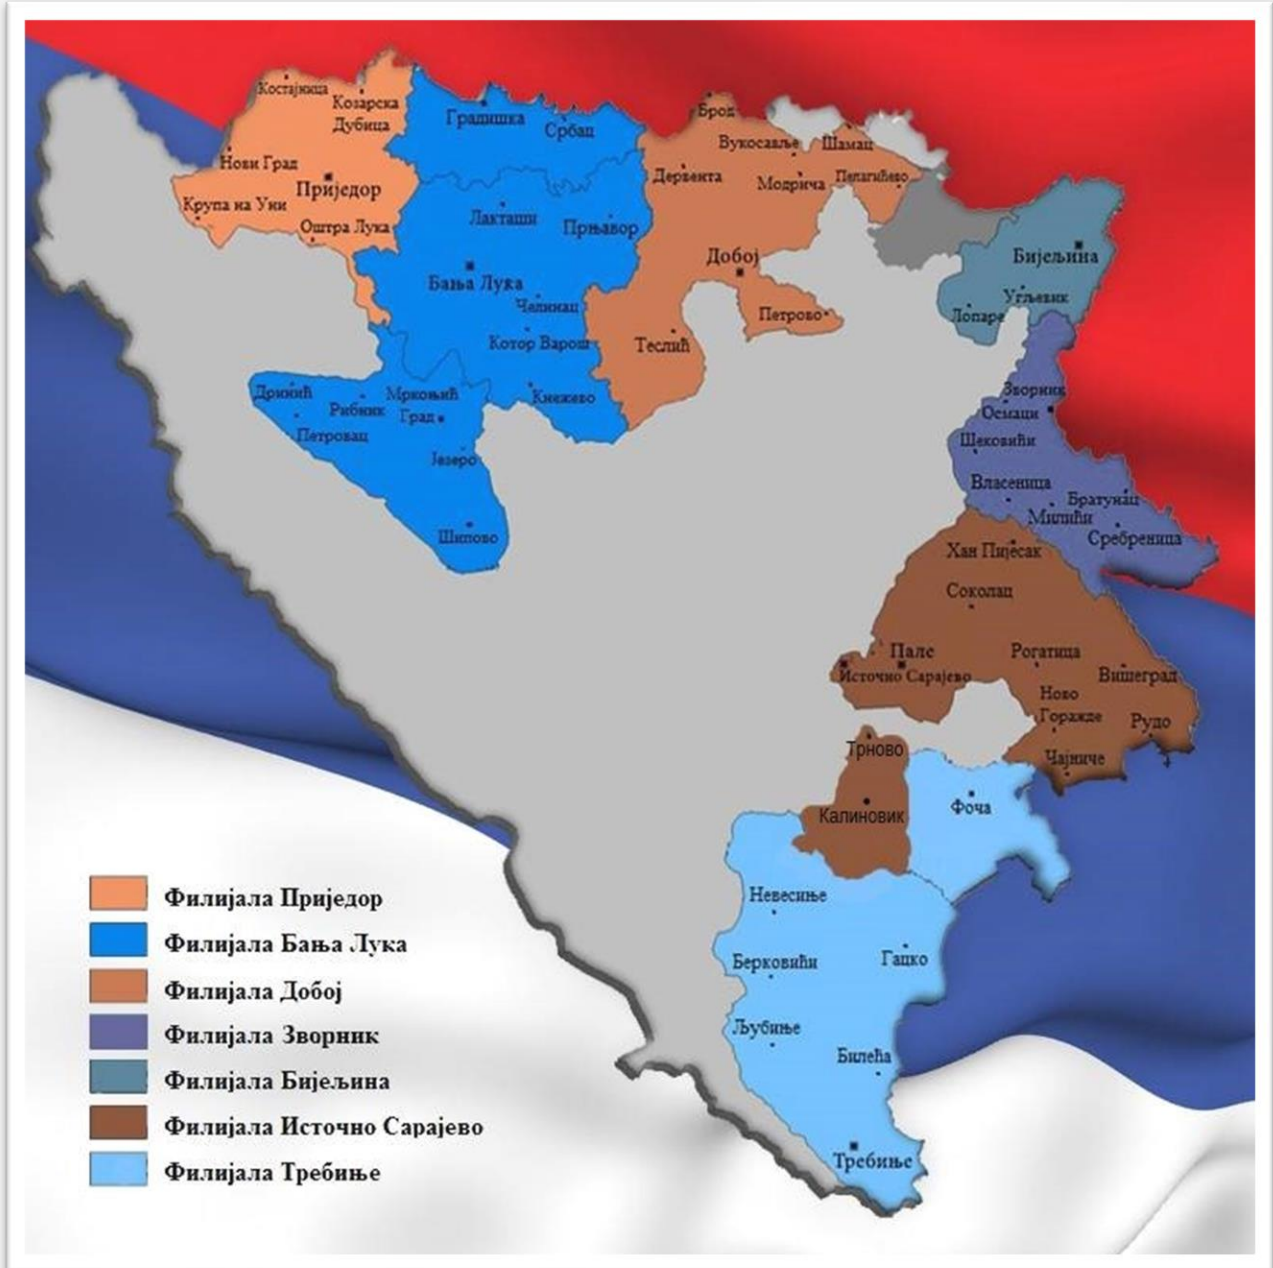 Костајница
Козарска
Дубица
Нови Град
Приједор
Крупа на Уни
Оштра Лука
Градишка
Србац
Лакташи
Прњавор
Бања Лука
Челинац
Котор Варош
Кнежево
Дринић
Рибник
Петровац
Мркоњић
Град
Језеро
Шипово
Брод
Вукосавље
Шамац
Дервента
Модрича
Пелагићево
Добој
Петрово
Теслић
Бијељина
Угљевик
Лопаре
Зворник
Осмаци
Шековићи
Власеница
Братунац
Милићи
Сребреница
Хан Пијесак
Соколац
Пале
Источно Сарајево
Рогатица
Вишеград
Ново
Горажде
Рудо
Чајниче
Трново
Калиновик
Фоча
Невесиње
Берковићи
Гацко
Љубиње
Билећа
Требиње
Филијала Приједор
Филијала Бања Лука
Филијала Добој
Филијала Зворник
Филијала Бијељина
Филијала Источно Сарајево
Филијала Требиње